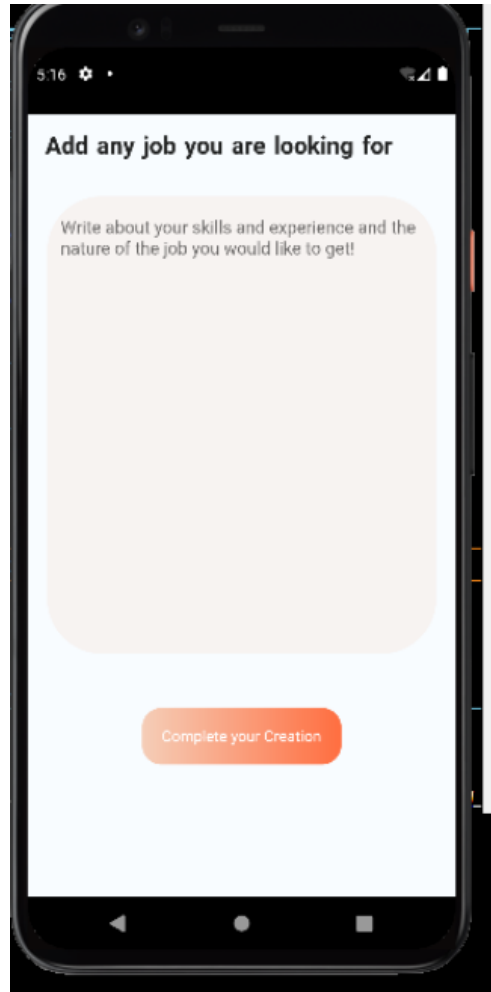 5:16
Add any job you are looking for
Write about your skills and experience and the
nature of the job you would like to get!
Complete your Creation